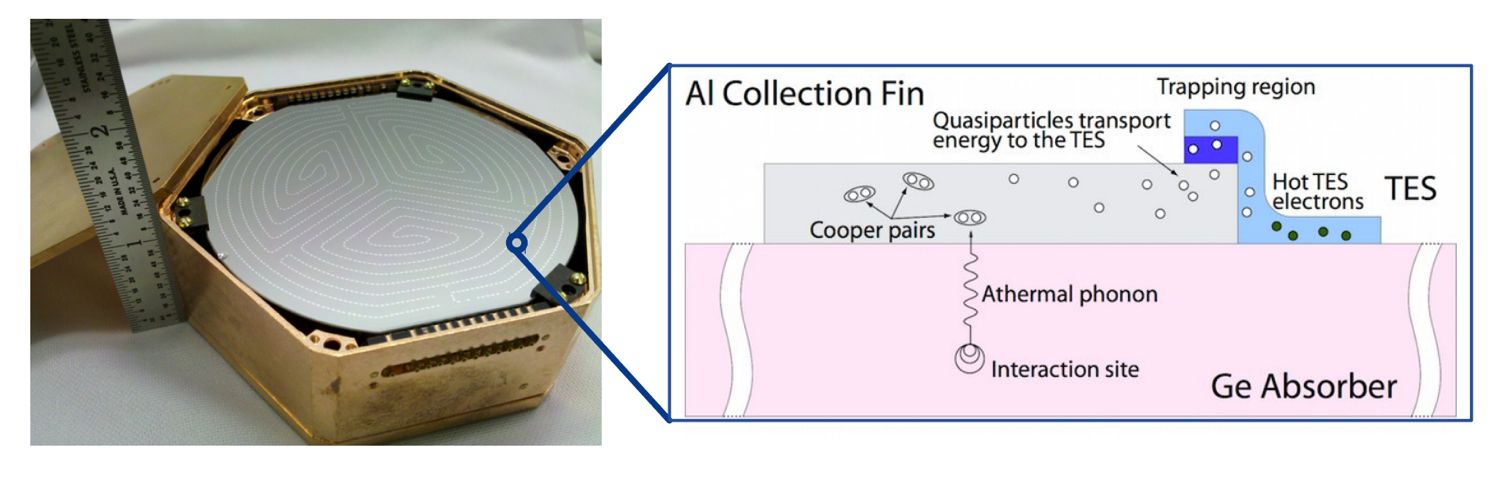 STAINLESS STEEL
2
MADE IN U.S.A.
1
Al Collection Fin
Trapping region
Quasiparticles transport
energy to the TES
Hot TES
electrons
TES
Cooper pairs
Athermal phonon
Interaction site
Ge Absorber